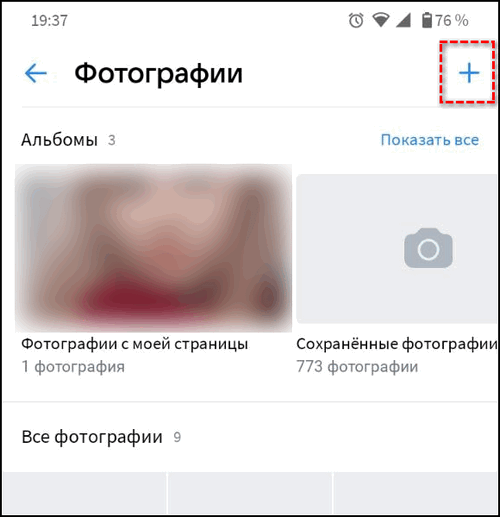 19:37 76 %
Фотографии
Альбомы 3 Показать все
Фотографии с моей страницы Сохранённые фотографии
1 фотография 773 фотографии
Все фотографии 9